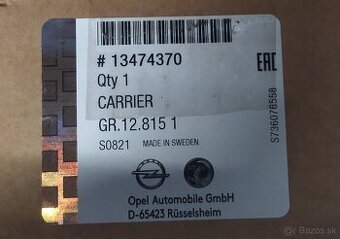 # 13474370
Qty 1
CARRIER
GR.12.815 1
S0821 MADE IN SWEDEN
EAC
S736076558
Opel Automobile GmbH
D-65423 Rüsselsheim
Bazos.sk